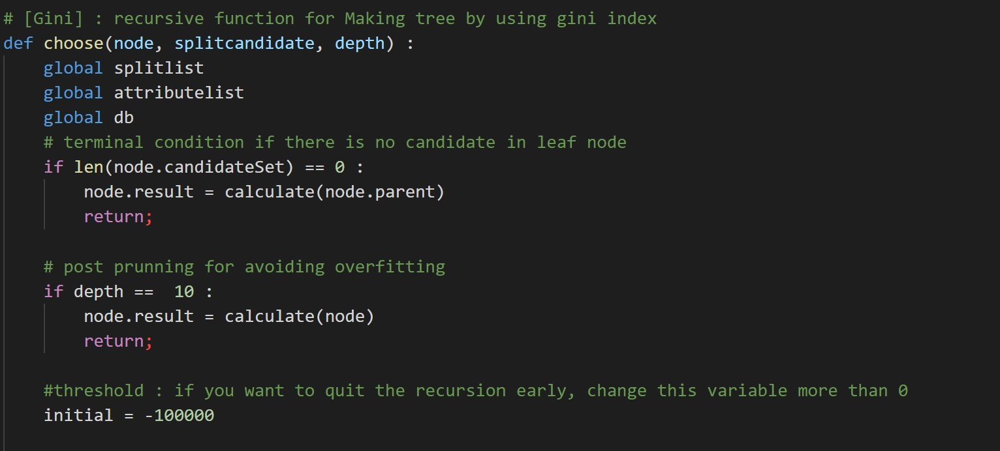 # [Gini] : recursive function for Making tree by using gini index
def choose(node, splitcandidate, depth) :
    global splitlist
    global attributelist
    global db
    # terminal condition if there is no candidate in leaf node
    if len(node.candidateSet) == 0 :
        node.result = calculate(node.parent)
        return;

    # post prunning for avoiding overfitting
    if depth ==  10 :
        node.result = calculate(node)
        return;

    #threshold : if you want to quit the recursion early, change this variable more than 0
    initial = -100000